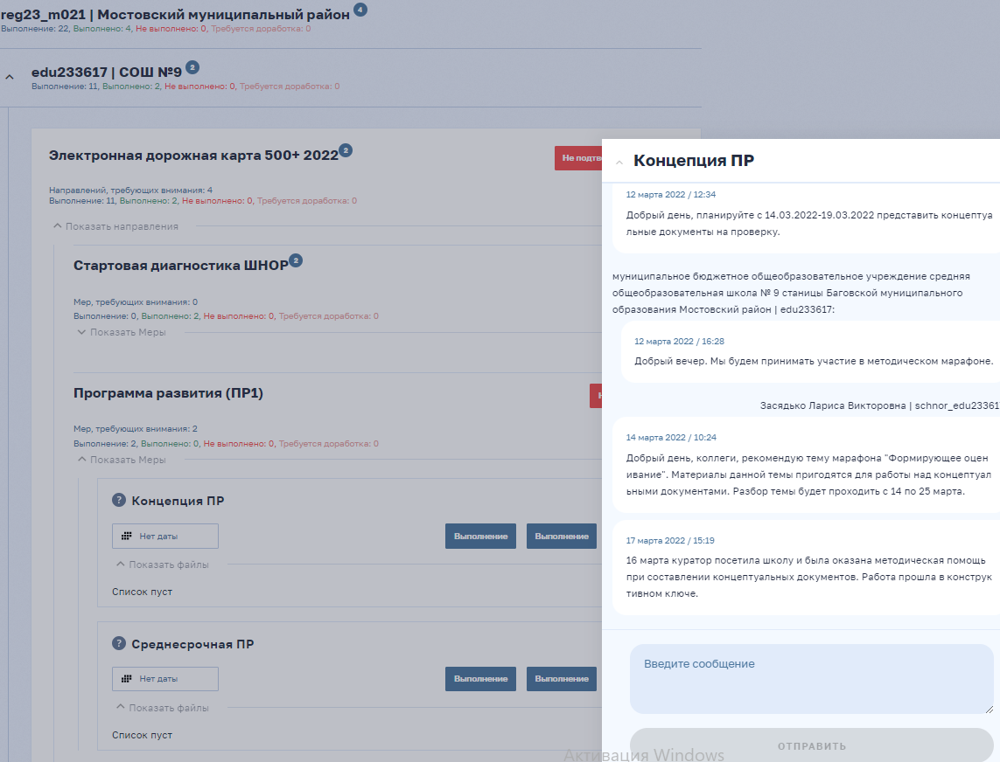 reg23_m021 | Мостовский муниципальный район 4
Выполнение: 22, Выполнено: 4, Не выполнено: 0, Требуется доработка: 0
edu233617 | СОШ №9 2
Выполнение: 11, Выполнено: 2, Не выполнено: 0, Требуется доработка: 0
Электронная дорожная карта 500+ 2022 2
Не подтве
Направлений, требующих внимания: 4
Выполнение: 11, Выполнено: 2, Не выполнено: 0, Требуется доработка: 0
Показать направления
Стартовая диагностика ШНОР 2
Мер, требующих внимания: 0
Выполнение: 0, Выполнено: 2, Не выполнено: 0, Требуется доработка: 0
Показать Меры
Программа развития (ПР1)
Н
Мер, требующих внимания: 2
Выполнение: 2, Выполнено: 0, Не выполнено: 0, Требуется доработка: 0
Показать Меры
? Концепция ПР
Нет даты
Выполнение
Выполнение
Показать файлы
Список пуст
? Среднесрочная ПР
Нет даты
Выполнение
Выполнение
Показать файлы
Список пуст
Концепция ПР
12 марта 2022 / 12:34
Добрый день, планируйте с 14.03.2022-19.03.2022 представить концептуа
льные документы на проверку.
муниципальное бюджетное общеобразовательное учреждение средняя
общеобразовательная школа № 9 станицы Баговской муниципального
образования Мостовский район | edu233617:
12 марта 2022 / 16:28
Добрый вечер. Мы будем принимать участие в методическом марафоне.
Засядько Лариса Викторовна | schnor_edu233617
14 марта 2022 / 10:24
Добрый день, коллеги, рекомендую тему марафона "Формирующее оцен
ивание". Материалы данной темы пригодятся для работы над концептуал
ьными документами. Разбор темы будет проходить с 14 по 25 марта.
17 марта 2022 / 15:19
16 марта куратор посетила школу и была оказана методическая помощь
при составлении концептуальных документов. Работа прошла в конструк
тивном ключе.
Введите сообщение
ОТПРАВИТЬ
Активация Windows